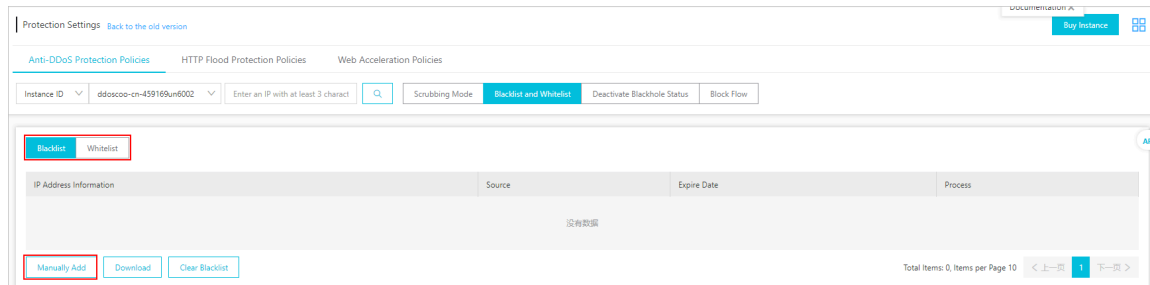 Documentation
Protection Settings Back to the old version Buy Instance
Anti-DDoS Protection Policies HTTP Flood Protection Policies Web Acceleration Policies
Instance ID ddoscoo-cn-459169un6002 Enter an IP with at least 3 charact Scrubbing Mode Blacklist and Whitelist Deactivate Blackhole Status Block Flow
Blacklist Whitelist
IP Address Information Source Expire Date Process
没有数据
Manually Add Download Clear Blacklist Total Items: 0, Items per Page 10 < 上一页 1 下一页 >